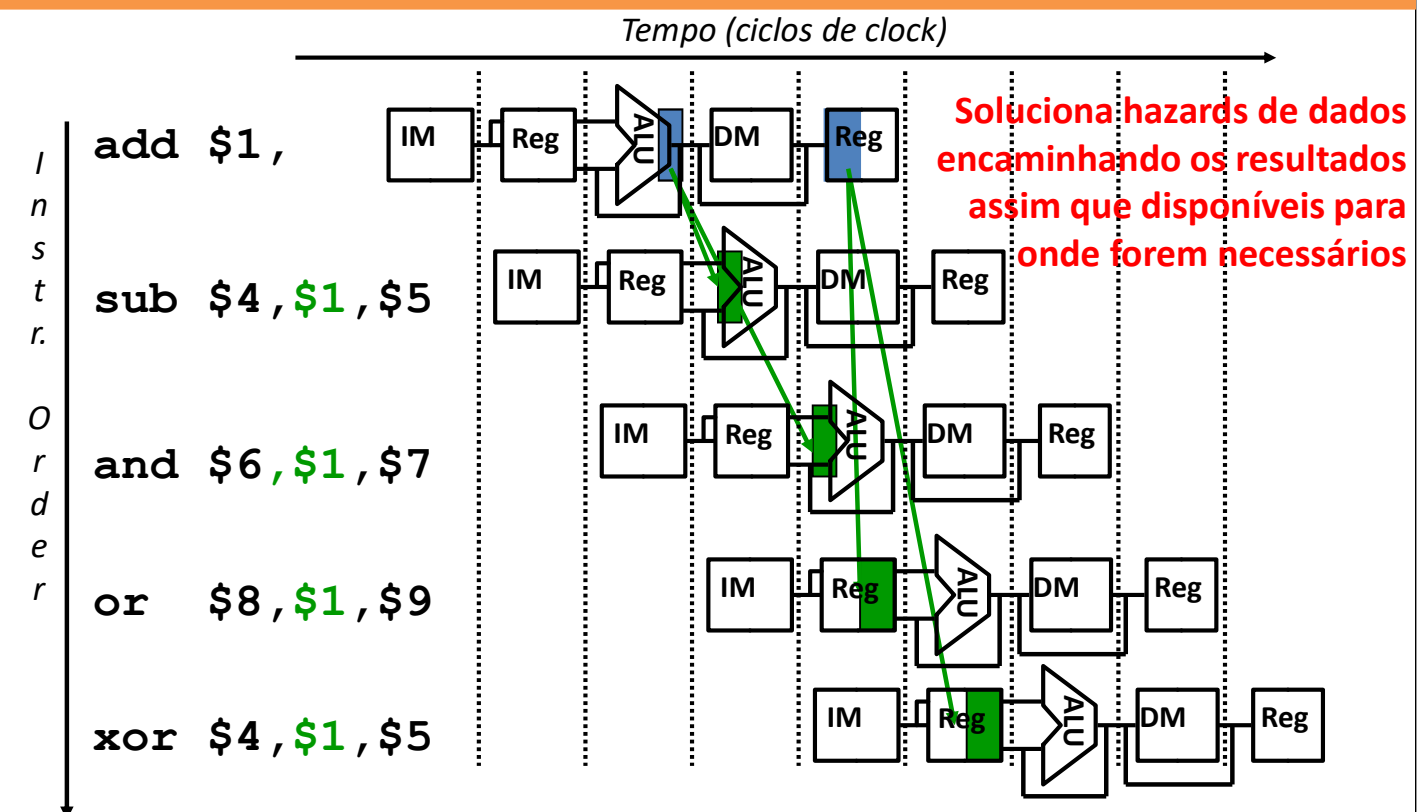 Tempo (ciclos de clock)
Soluciona hazards de dados
encaminhando os resultados
assim que disponíveis para
onde forem necessários
Instr. Order
add $1,
IM Reg ALU DM Reg
sub $4,$1,$5
IM Reg ALU DM Reg
and $6,$1,$7
IM Reg ALU DM Reg
or $8,$1,$9
IM Reg ALU DM Reg
xor $4,$1,$5
IM Reg ALU DM Reg